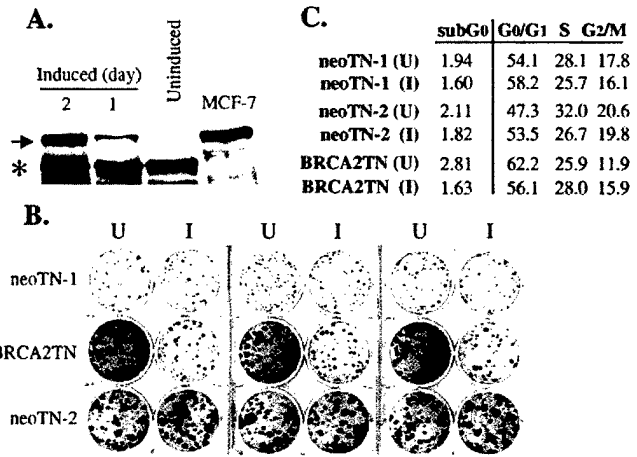 A.
Induced (day)
2 1
Uninduced
MCF-7
*
C.
subG0 G0/G1 S G2/M
neoTN-1 (U) 1.94 54.1 28.1 17.8
neoTN-1 (I) 1.60 58.2 25.7 16.1
neoTN-2 (U) 2.11 47.3 32.0 20.6
neoTN-2 (I) 1.82 53.5 26.7 19.8
BRCA2TN (U) 2.81 62.2 25.9 11.9
BRCA2TN (I) 1.63 56.1 28.0 15.9
B.
U I U I U I
neoTN-1
BRCA2TN
neoTN-2